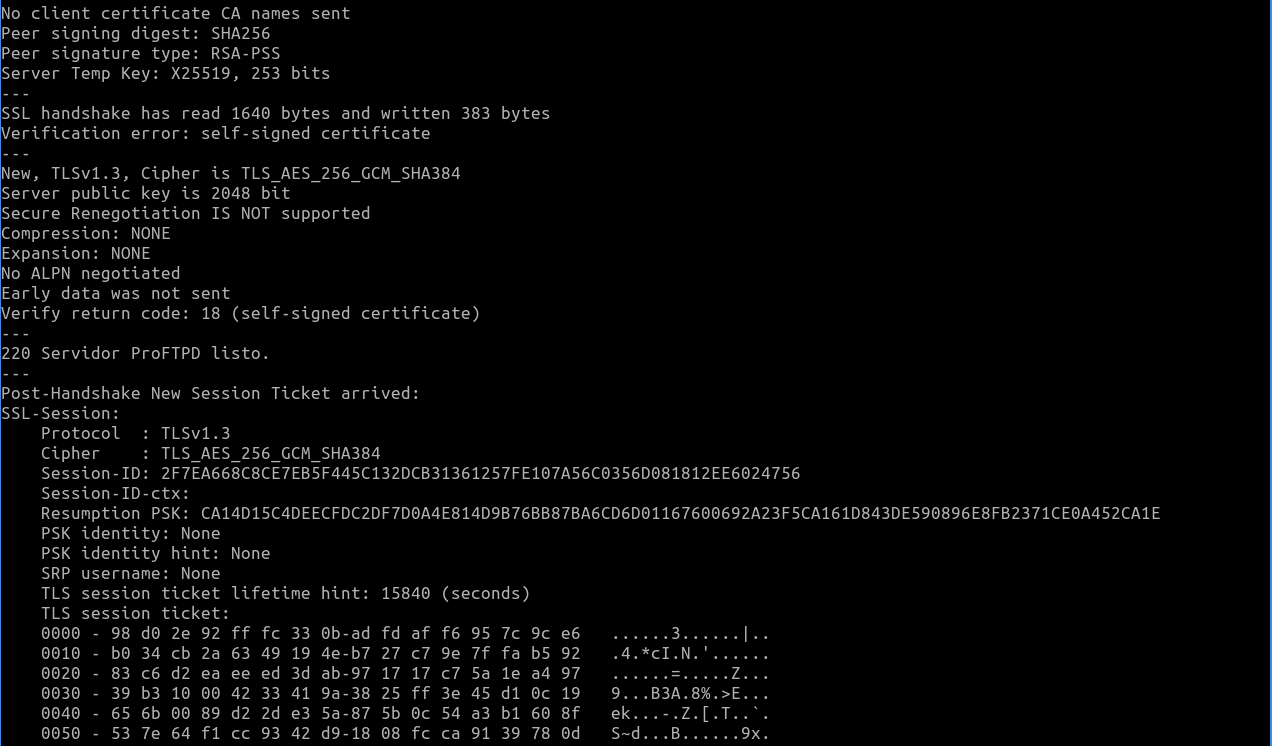 No client certificate CA names sent
Peer signing digest: SHA256
Peer signature type: RSA-PSS
Server Temp Key: X25519, 253 bits
---
SSL handshake has read 1640 bytes and written 383 bytes
Verification error: self-signed certificate
---
New, TLSv1.3, Cipher is TLS_AES_256_GCM_SHA384
Server public key is 2048 bit
Secure Renegotiation IS NOT supported
Compression: NONE
Expansion: NONE
No ALPN negotiated
Early data was not sent
Verify return code: 18 (self-signed certificate)
---
220 Servidor ProFTPD listo.
---
Post-Handshake New Session Ticket arrived:
SSL-Session:
    Protocol  : TLSv1.3
    Cipher    : TLS_AES_256_GCM_SHA384
    Session-ID: 2F7EA668C8CE7EB5F445C132DCB31361257FE107A56C0356D081812EE6024756
    Session-ID-ctx:
    Resumption PSK: CA14D15C4DEECFDC2DF7D0A4E814D9B76BB87BA6CD6D01167600692A23F5CA161D843DE590896E8FB2371CE0A452CA1E
    PSK identity: None
    PSK identity hint: None
    SRP username: None
    TLS session ticket lifetime hint: 15840 (seconds)
    TLS session ticket:
    0000 - 98 d0 2e 92 ff fc 33 0b-ad fd af f6 95 7c 9c e6   ......3......|..
    0010 - b0 34 cb 2a 63 49 19 4e-b7 27 c7 9e 7f fa b5 92   .4.*cI.N.'......
    0020 - 83 c6 d2 ea ee ed 3d ab-97 17 17 c7 5a 1e a4 97   ......=.....Z...
    0030 - 39 b3 10 00 42 33 41 9a-38 25 ff 3e 45 d1 0c 19   9...B3A.8%.>E...
    0040 - 65 6b 00 89 d2 2d e3 5a-87 5b 0c 54 a3 b1 60 8f   ek...-.Z.[.T..`.
    0050 - 53 7e 64 f1 cc 93 42 d9-18 08 fc ca 91 39 78 0d   S~d...B......9x.